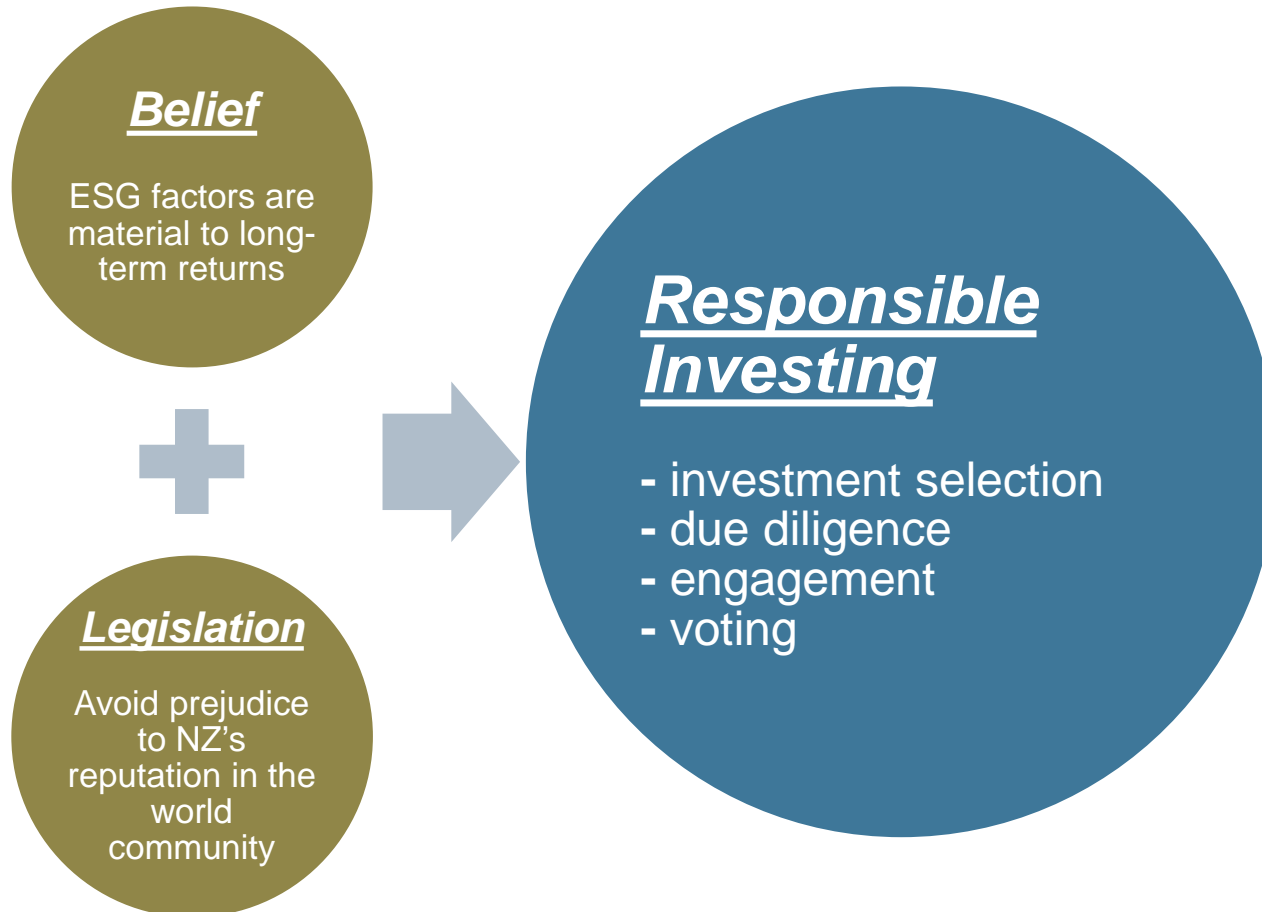 Belief
ESG factors are
material to long-
term returns
Legislation
Avoid prejudice
to NZ's
reputation in the
world
community
Responsible
Investing
- investment selection
- due diligence
- engagement
- voting